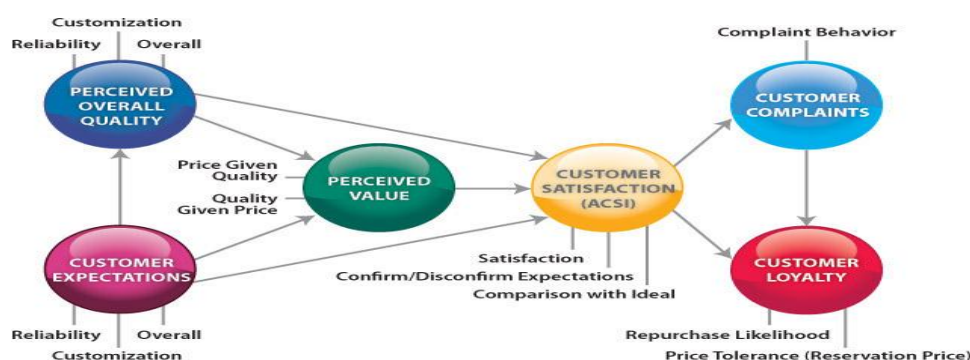 Customization
Reliability
Overall
PERCEIVED
OVERALL
QUALITY
Price Given
Quality
Quality
Given Price
PERCEIVED
VALUE
CUSTOMER
EXPECTATIONS
Reliability
Overall
Customization
CUSTOMER
SATISFACTION
(ACSI)
Satisfaction
Confirm/Disconfirm Expectations
Comparison with Ideal
Complaint Behavior
CUSTOMER
COMPLAINTS
CUSTOMER
LOYALTY
Repurchase Likelihood
Price Tolerance (Reservation Price)